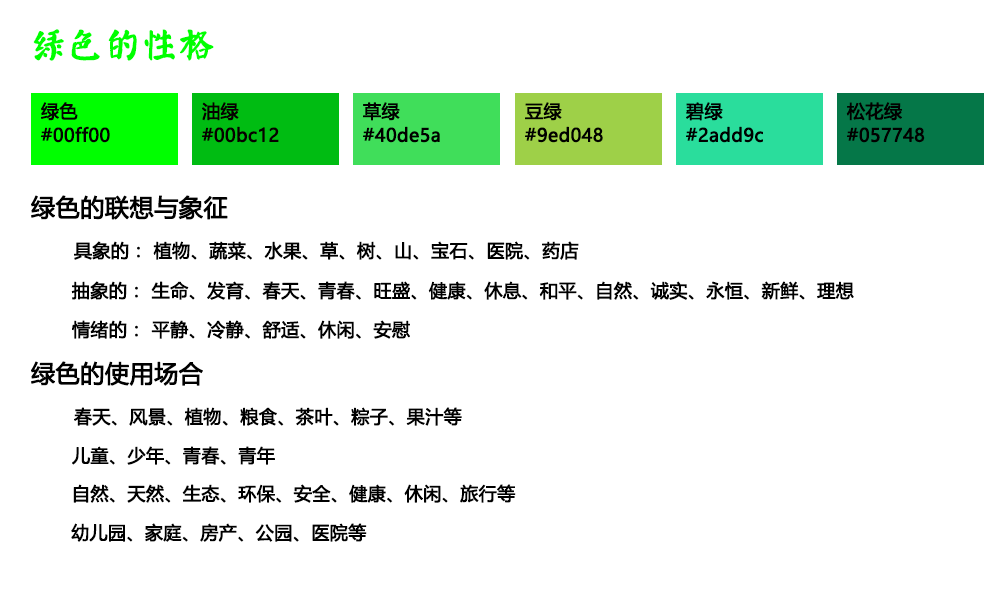 绿色的性格
绿色 油绿 草绿 豆绿 碧绿 松花绿
#00ff00 #00bc12 #40de5a #9ed048 #2add9c #057748
绿色的联想与象征
具象的： 植物、蔬菜、水果、草、树、山、宝石、医院、药店
抽象的： 生命、发育、春天、青春、旺盛、健康、休息、和平、自然、诚实、永恒、新鲜、理想
情绪的： 平静、冷静、舒适、休闲、安慰
绿色的使用场合
春天、风景、植物、粮食、茶叶、粽子、果汁等
儿童、少年、青春、青年
自然、天然、生态、环保、安全、健康、休闲、旅行等
幼儿园、家庭、房产、公园、医院等